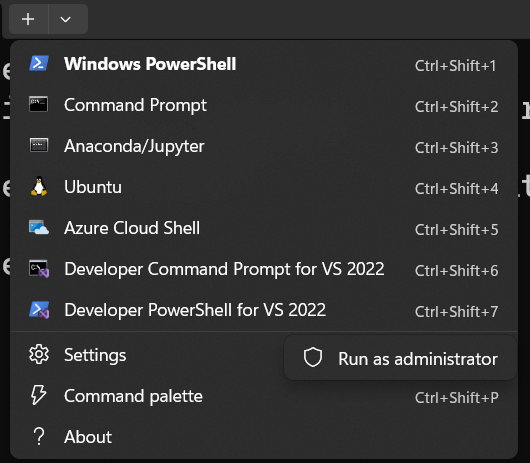 Windows PowerShell Ctrl+Shift+1
Command Prompt Ctrl+Shift+2
Anaconda/Jupyter Ctrl+Shift+3
Ubuntu Ctrl+Shift+4
Azure Cloud Shell Ctrl+Shift+5
Developer Command Prompt for VS 2022 Ctrl+Shift+6
Developer PowerShell for VS 2022 Ctrl+Shift+7
Settings
Run as administrator
Command palette Ctrl+Shift+P
About